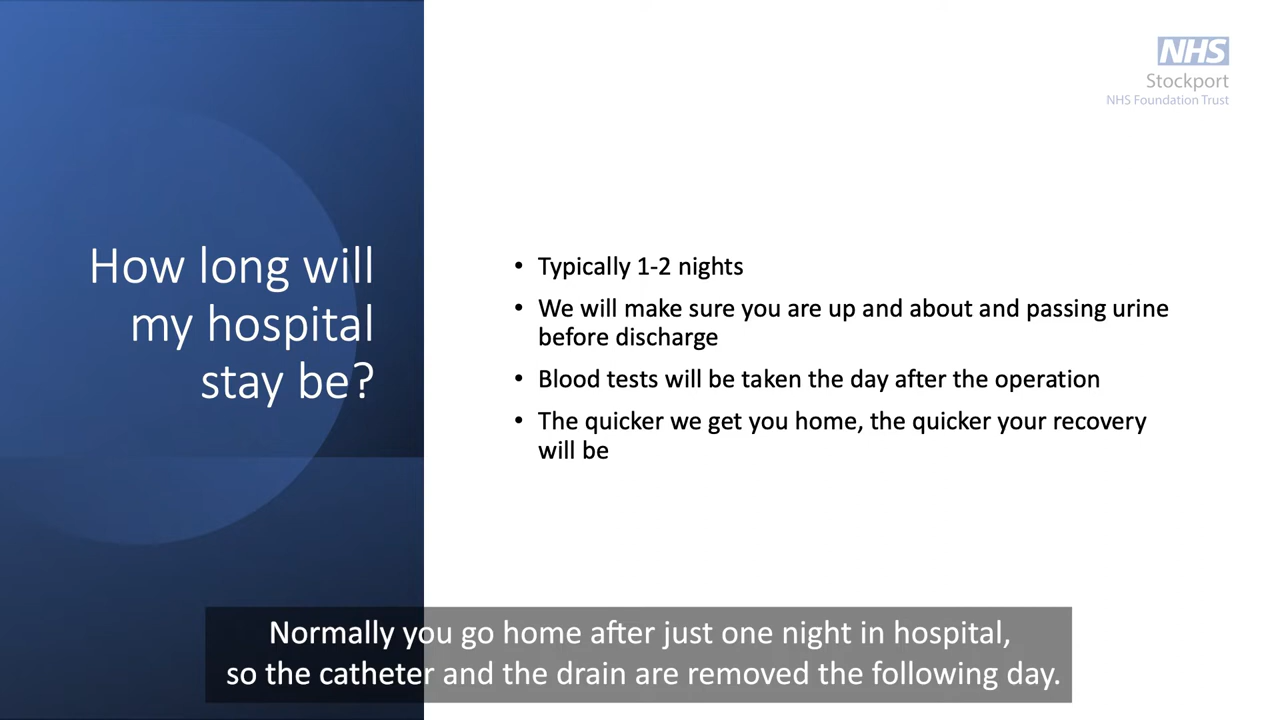 NHS
Stockport
NHS Foundation Trust
How long will
my hospital
stay be?
• Typically 1-2 nights
• We will make sure you are up and about and passing urine
before discharge
• Blood tests will be taken the day after the operation
• The quicker we get you home, the quicker your recovery
will be
Normally you go home after just one night in hospital,
so the catheter and the drain are removed the following day.